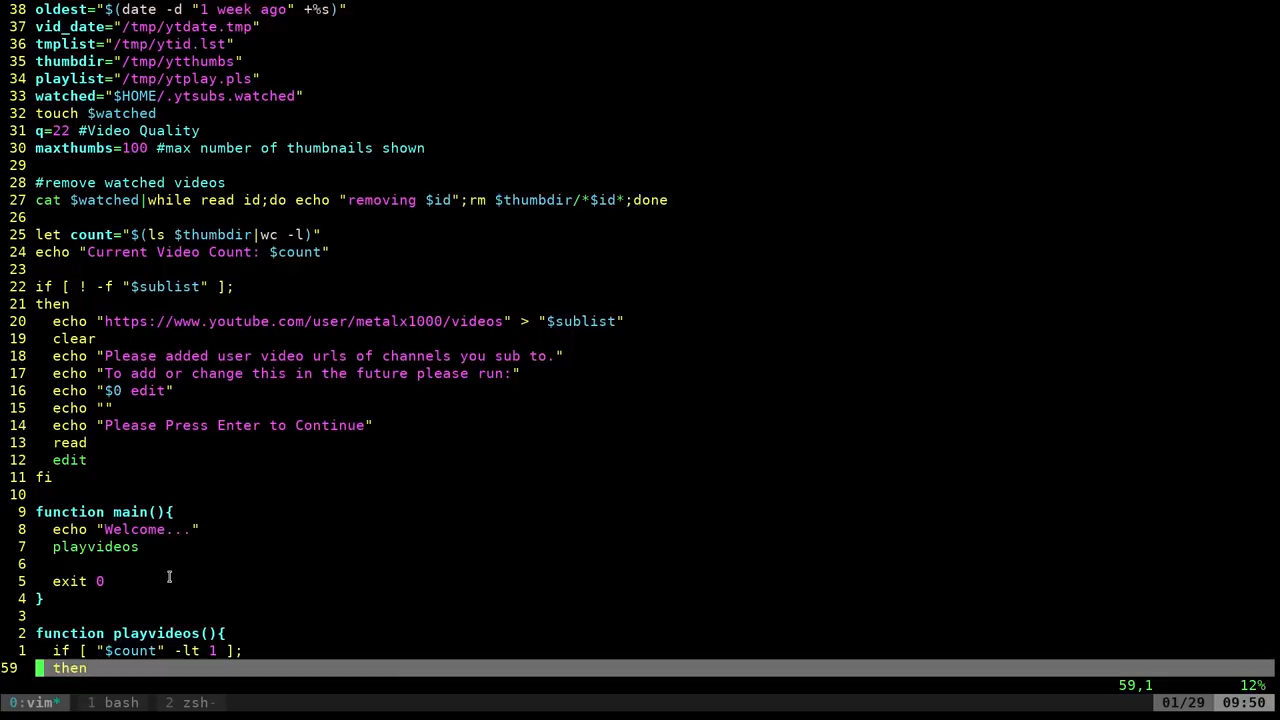 38 oldest="$(date -d "1 week ago" +%s)"
37 vid_date="/tmp/ytdate.tmp"
36 tmplist="/tmp/ytid.lst"
35 thumbdir="/tmp/ytthumbs"
34 playlist="/tmp/ytplay.pls"
33 watched="$HOME/.ytsubs.watched"
32 touch $watched
31 q=22 #Video Quality
30 maxthumbs=100 #max number of thumbnails shown
29
28 #remove watched videos
27 cat $watched|while read id;do echo "removing $id";rm $thumbdir/*$id*;done
26
25 let count="$(ls $thumbdir|wc -l)"
24 echo "Current Video Count: $count"
23
22 if [ ! -f "$sublist" ];
21 then
20   echo "https://www.youtube.com/user/metalx1000/videos" > "$sublist"
19   clear
18   echo "Please added user video urls of channels you sub to."
17   echo "To add or change this in the future please run:"
16   echo "$0 edit"
15   echo ""
14   echo "Please Press Enter to Continue"
13   read
12   edit
11 fi
10
9 function main(){
8   echo "Welcome..."
7   playvideos
6
5   exit 0
4 }
3
2 function playvideos(){
1   if [ "$count" -lt 1 ];
59   then
59,1 12%
0:vim* 1 bash 2 zsh- 01/29 09:50